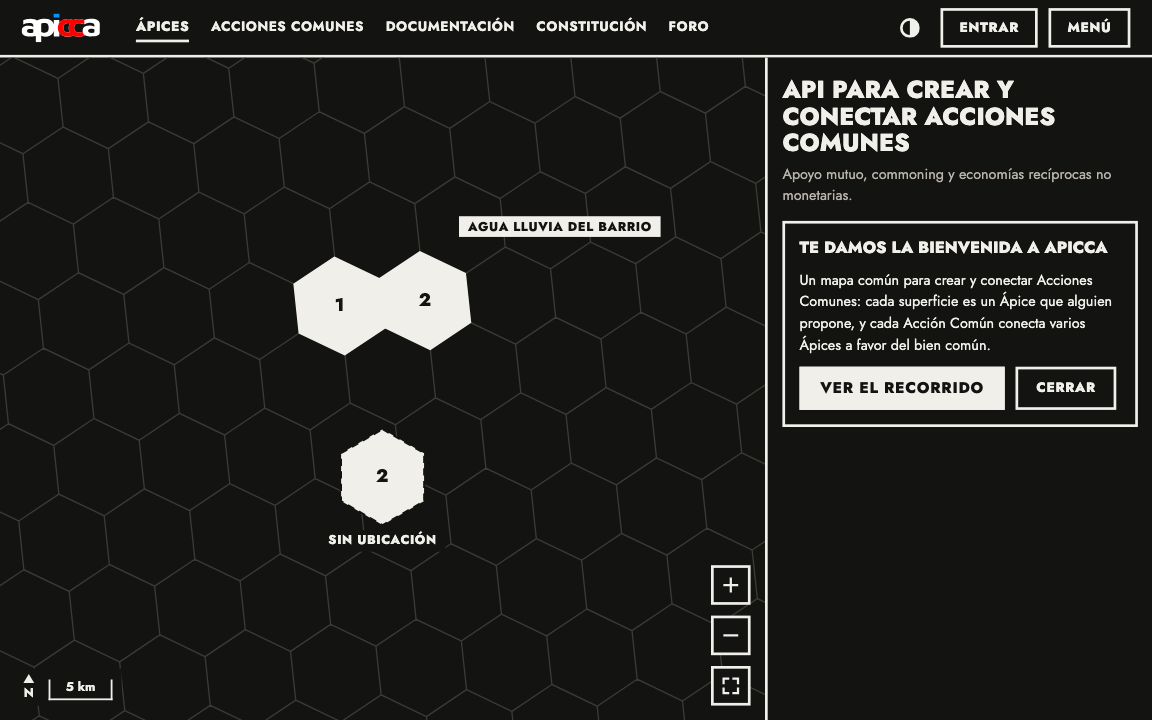 apicca
ÁPICES
ACCIONES COMUNES
DOCUMENTACIÓN
CONSTITUCIÓN
FORO
ENTRAR
MENÚ
AGUA LLUVIA DEL BARRIO
1
2
2
SIN UBICACIÓN
+
−
N
5 km
API PARA CREAR Y
CONECTAR ACCIONES
COMUNES
Apoyo mutuo, commoning y economías recíprocas no
monetarias.
TE DAMOS LA BIENVENIDA A APICCA
Un mapa común para crear y conectar Acciones
Comunes: cada superficie es un Ápice que alguien
propone, y cada Acción Común conecta varios
Ápices a favor del bien común.
VER EL RECORRIDO
CERRAR